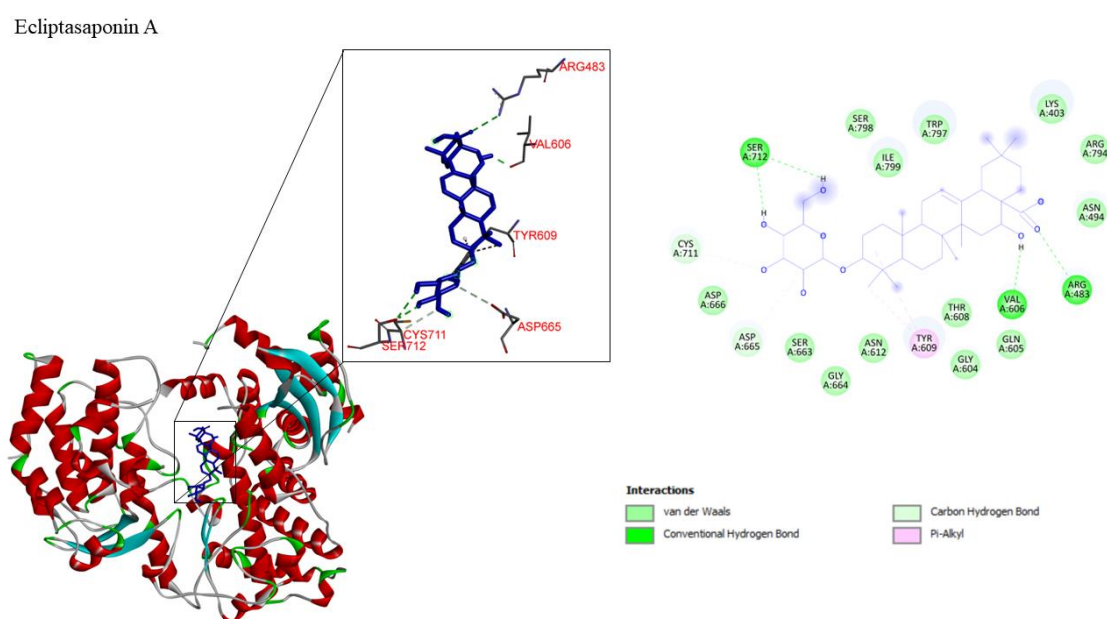 Ecliptasaponin A
ARG483
VAL606
TYR609
ASP665
CYS711
SER712
SER
A:798
TRP
A:797
LYS
A:403
SER
A:712
ILE
A:799
ARG
A:794
H
O
H
O
O
ASN
A:494
CYS
A:711
O
O
O
O
O
O
O
H
ASP
A:666
ARG
A:483
VAL
A:606
THR
A:608
ASP
A:665
SER
A:663
ASN
A:612
TYR
A:609
GLN
A:605
GLY
A:604
GLY
A:664
Interactions
van der Waals
Conventional Hydrogen Bond
Carbon Hydrogen Bond
Pi-Alkyl